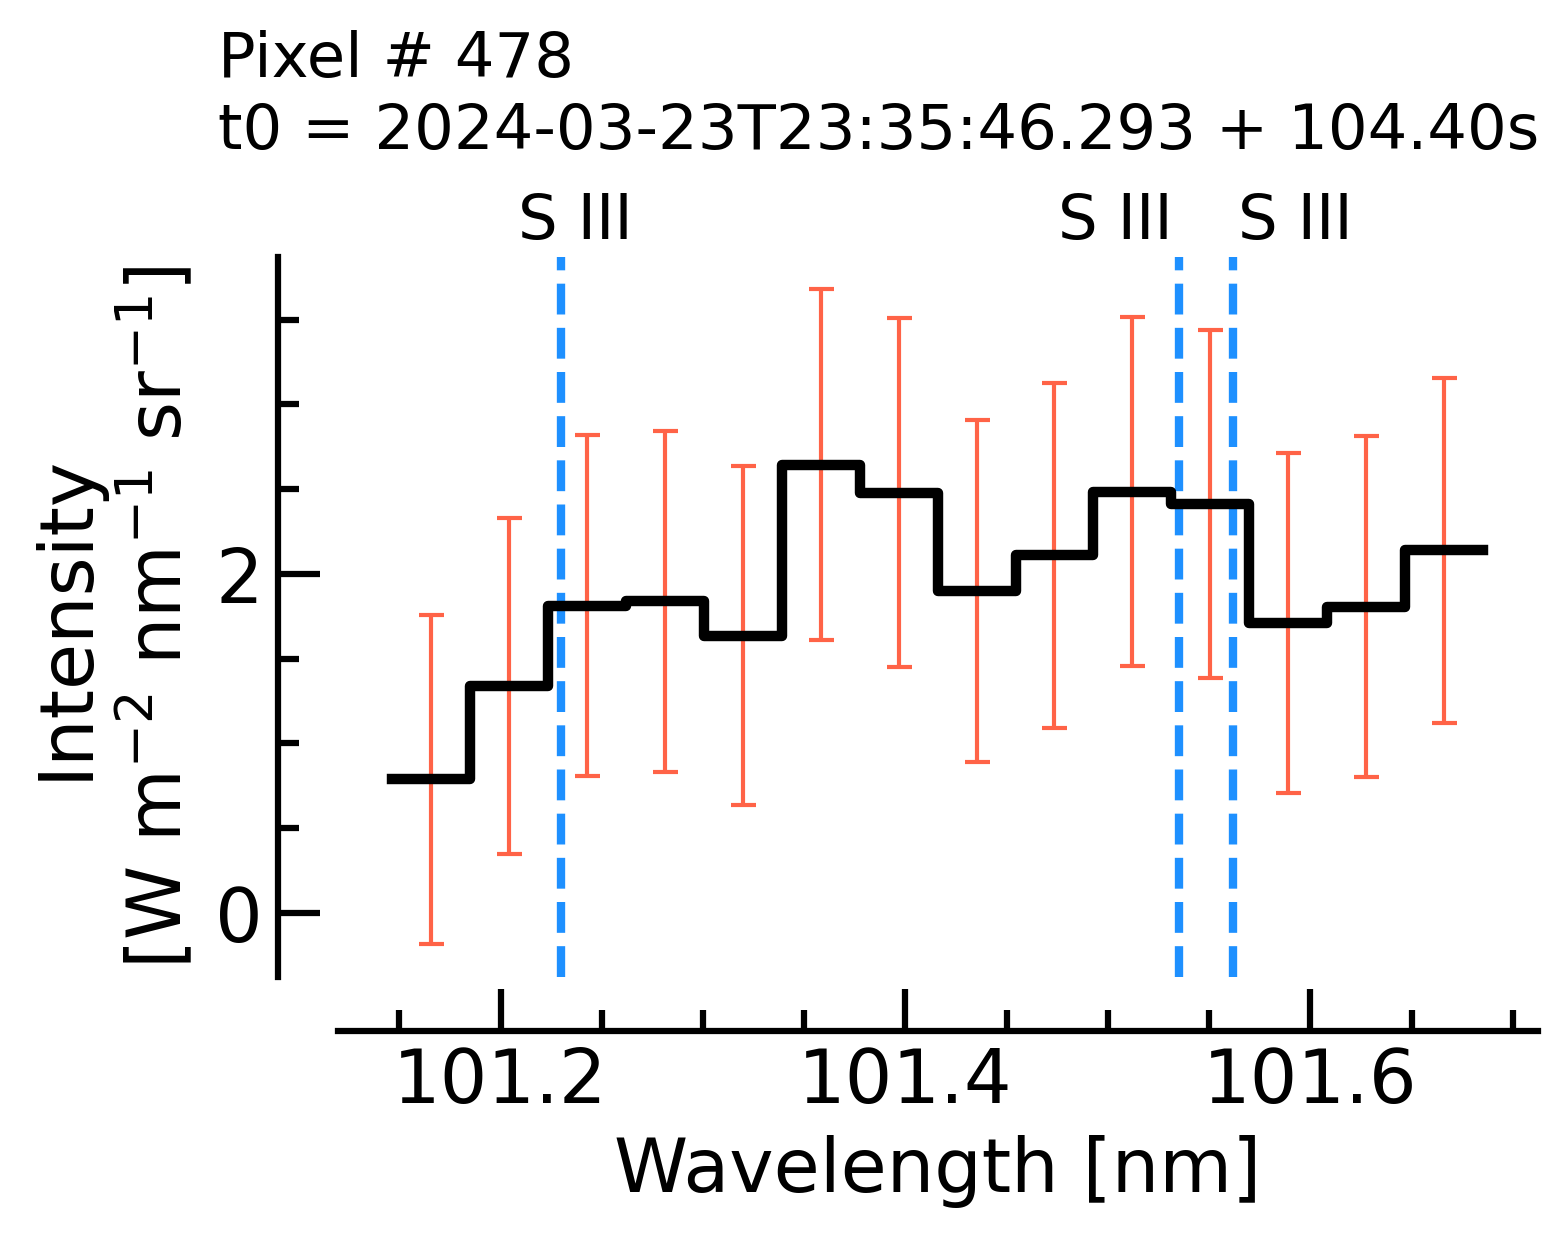 Pixel # 478
t0 = 2024-03-23T23:35:46.293 + 104.40s
S III S III S III
Intensity
[W m⁻² nm⁻¹ sr⁻¹]
2
0
101.2 101.4 101.6
Wavelength [nm]